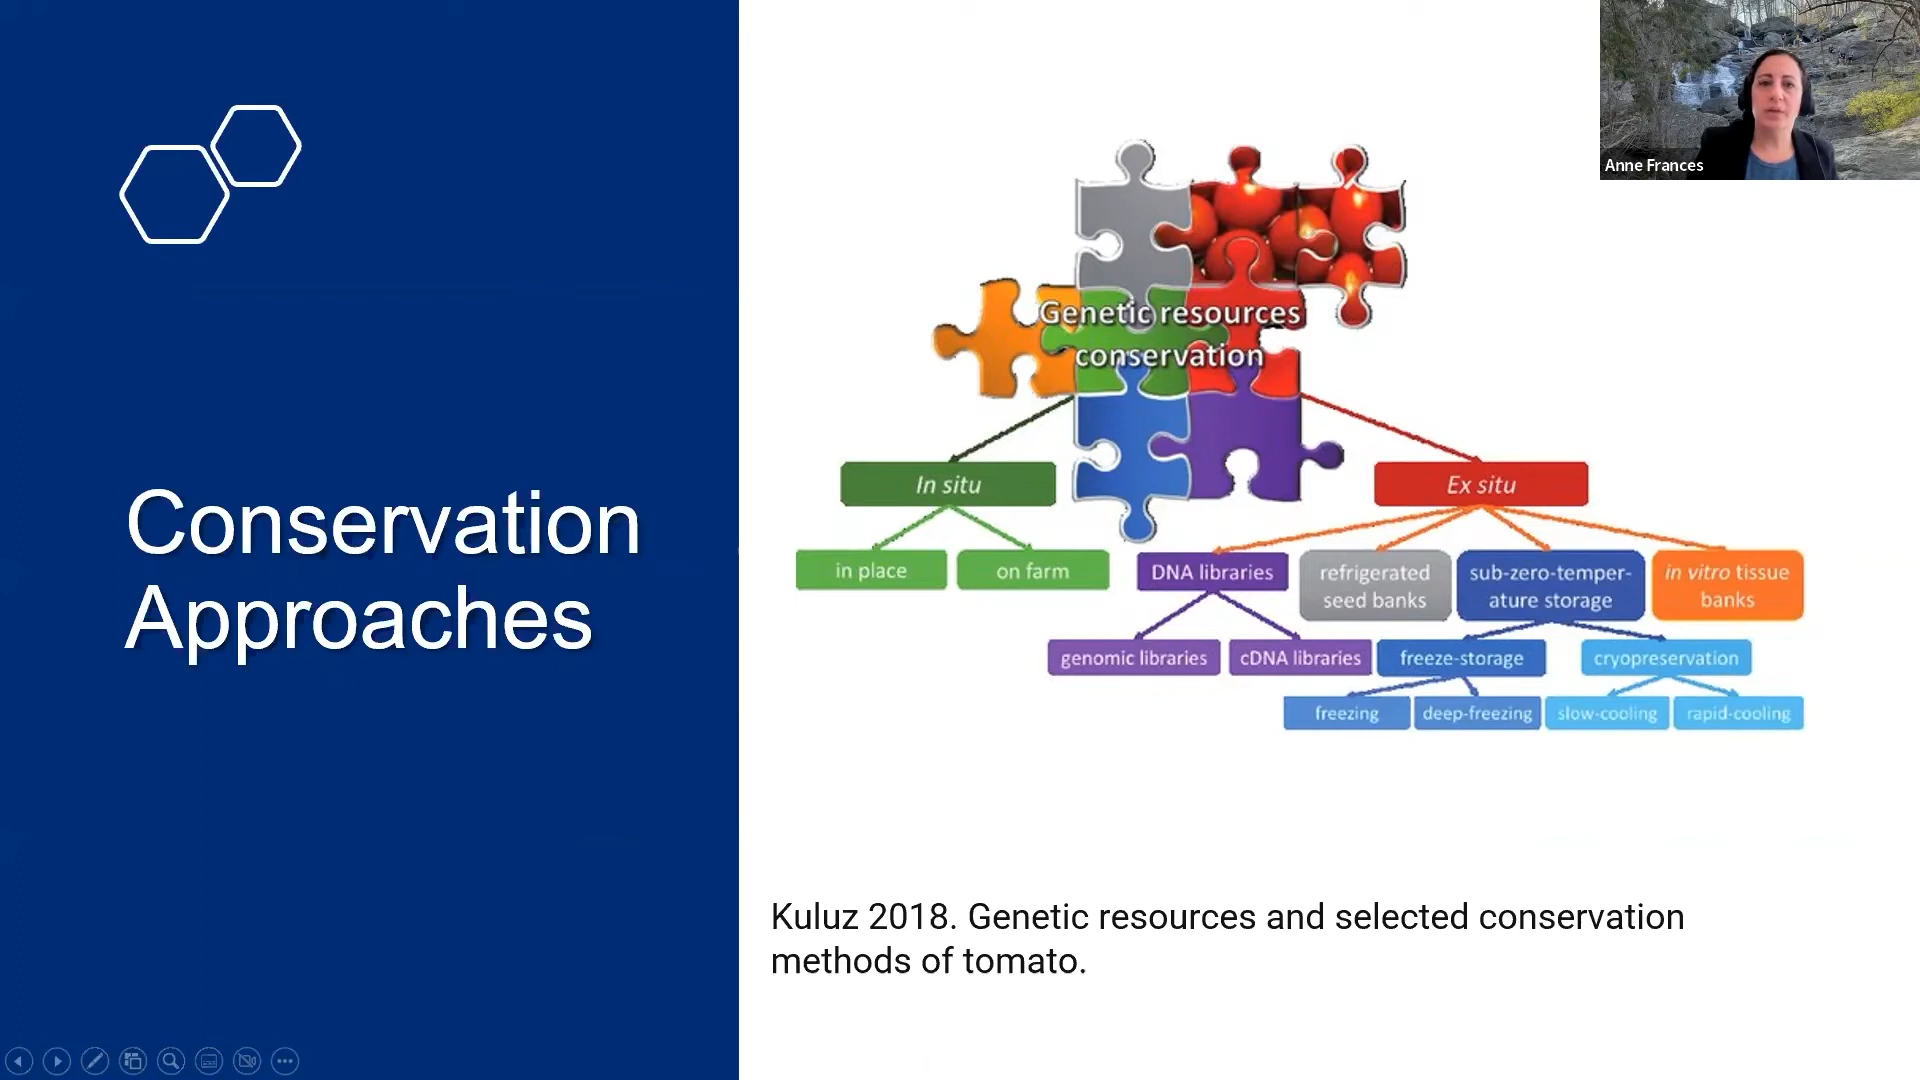 Conservation
Approaches
Anne Frances
Genetic resources
conservation
In situ
Ex situ
in place
on farm
DNA libraries
refrigerated
seed banks
sub-zero-temper-
ature storage
in vitro tissue
banks
genomic libraries
cDNA libraries
freeze-storage
cryopreservation
freezing
deep-freezing
slow-cooling
rapid-cooling
Kuluz 2018. Genetic resources and selected conservation
methods of tomato.